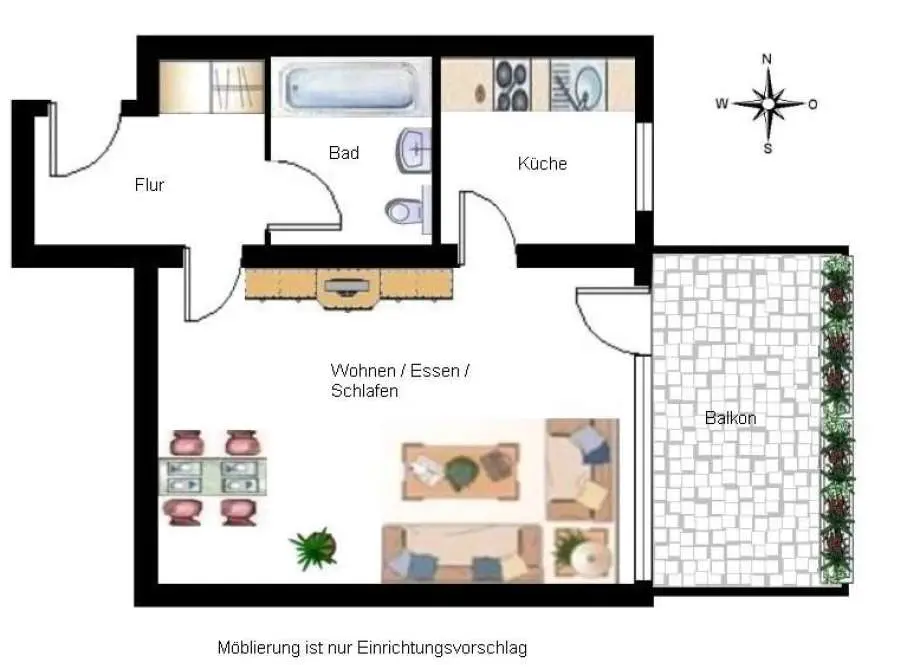 N
W
O
S
Bad
Küche
Flur
Wohnen / Essen /
Schlafen
Balkon
Möblierung ist nur Einrichtungsvorschlag